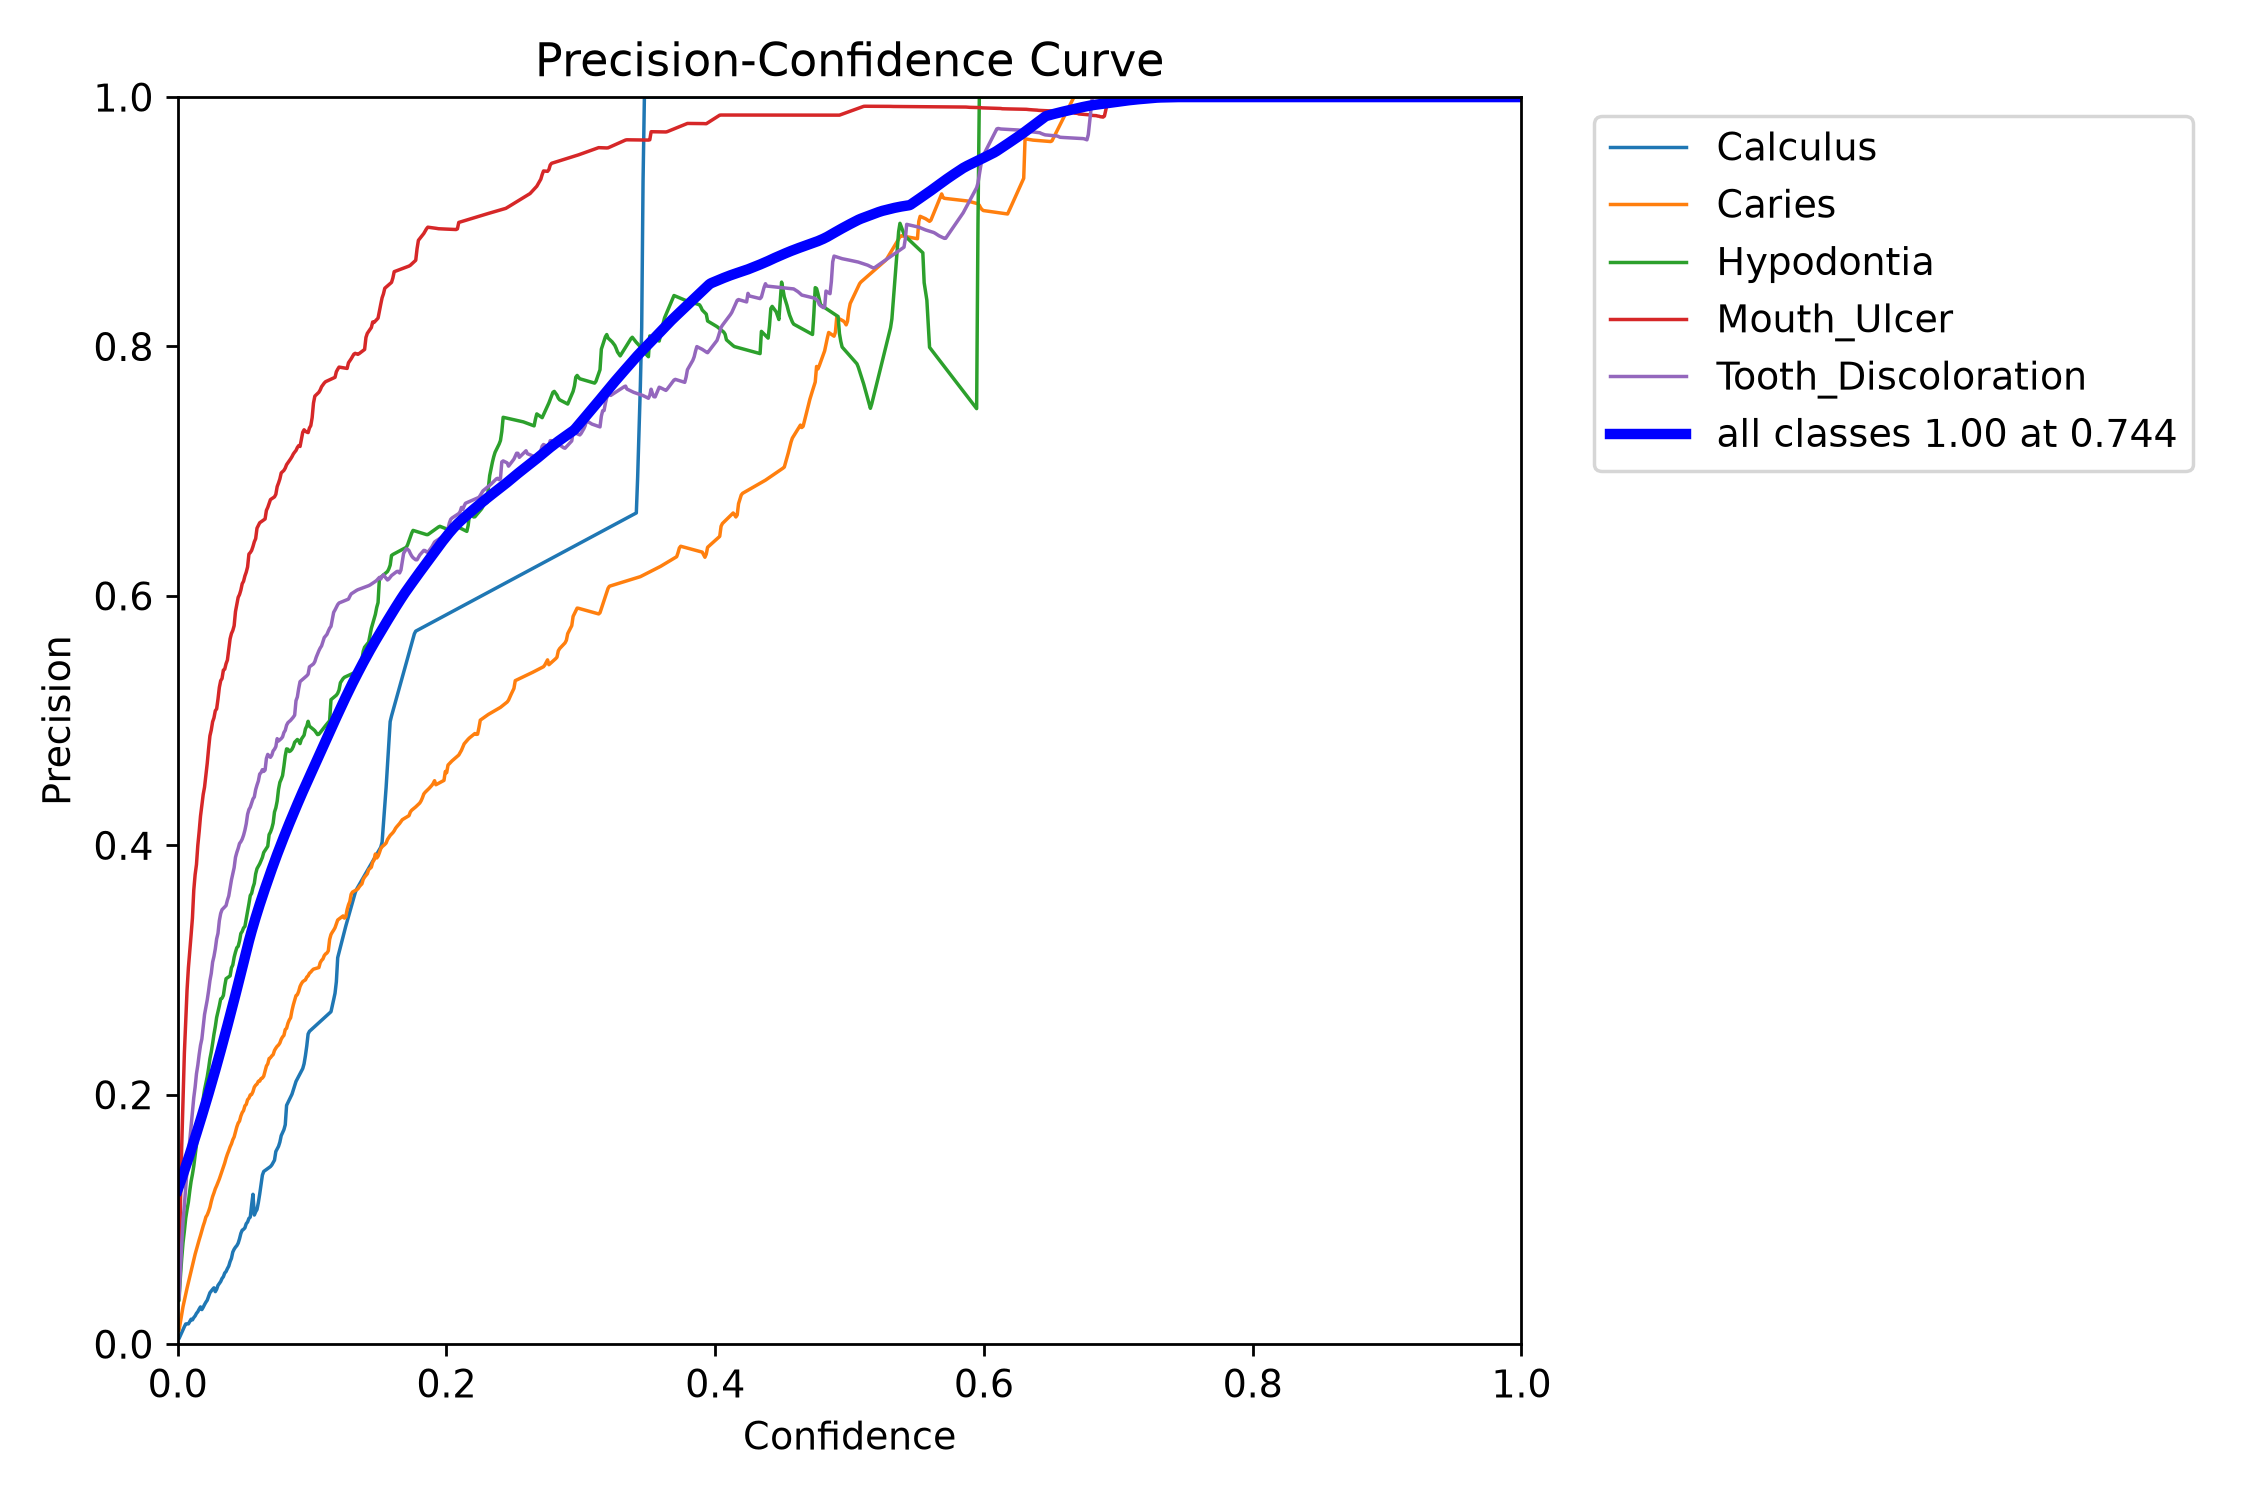 Precision-Confidence Curve
1.0
0.8
0.6
0.4
0.2
0.0
Precision
0.0 0.2 0.4 0.6 0.8 1.0
Confidence
Calculus
Caries
Hypodontia
Mouth_Ulcer
Tooth_Discoloration
all classes 1.00 at 0.744